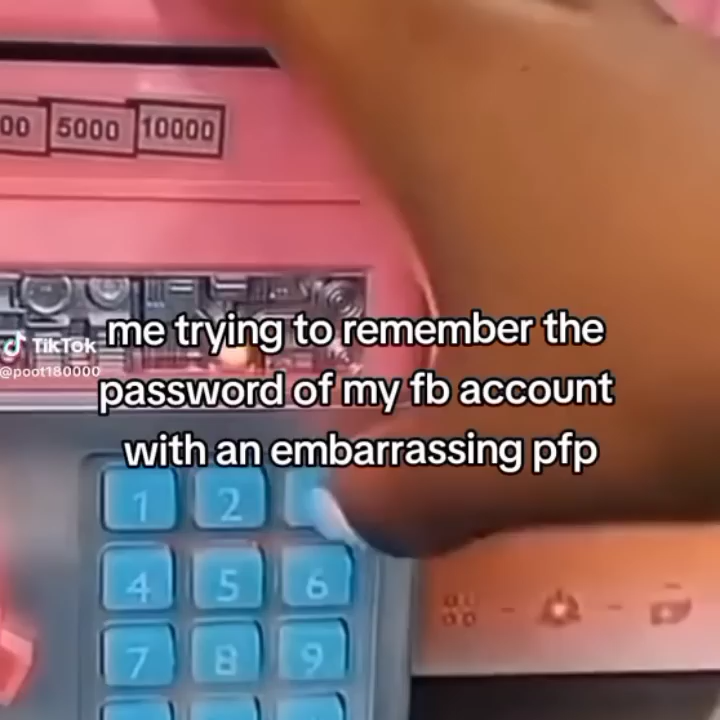 00 5000 10000
me trying to remember the
TikTok
@poot180000
password of my fb account
with an embarrassing pfp
1 2
4 5 6
7 8 9